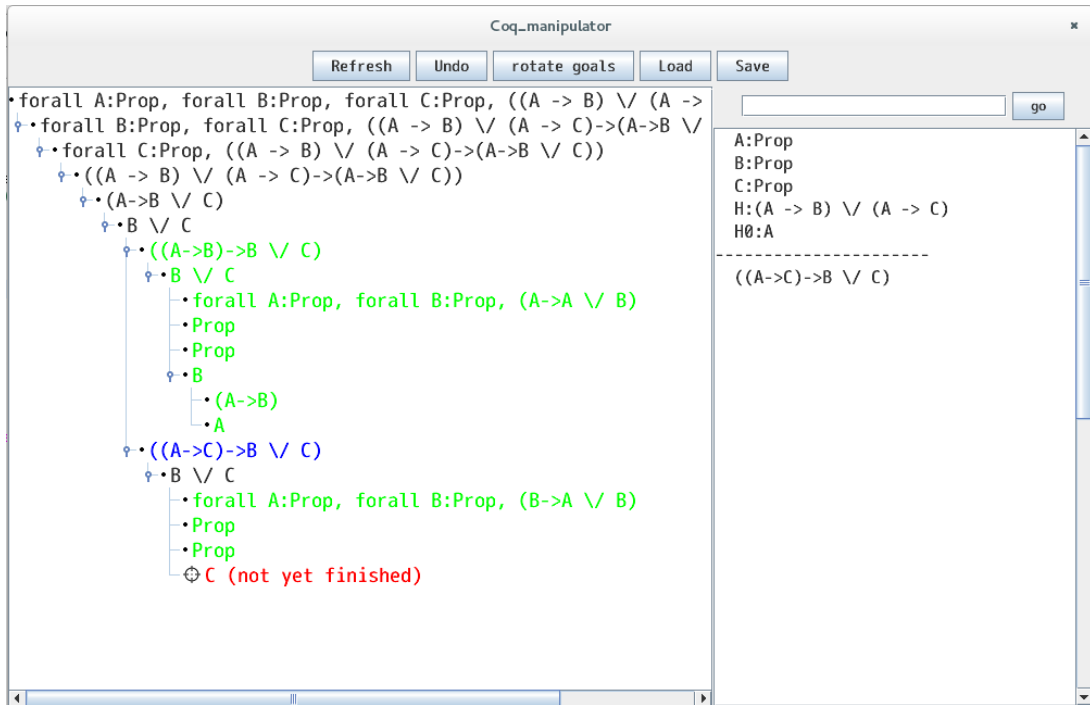 Coq_manipulator
Refresh Undo rotate goals Load Save
forall A:Prop, forall B:Prop, forall C:Prop, ((A -> B) \/ (A ->
forall B:Prop, forall C:Prop, ((A -> B) \/ (A -> C)->(A->B \/
forall C:Prop, ((A -> B) \/ (A -> C)->(A->B \/ C))
((A -> B) \/ (A -> C)->(A->B \/ C))
(A->B \/ C)
B \/ C
((A->B)->B \/ C)
B \/ C
forall A:Prop, forall B:Prop, (A->A \/ B)
Prop
Prop
B
(A->B)
A
((A->C)->B \/ C)
B \/ C
forall A:Prop, forall B:Prop, (B->A \/ B)
Prop
Prop
C (not yet finished)
go
A:Prop
B:Prop
C:Prop
H:(A -> B) \/ (A -> C)
H0:A
----------------------
((A->C)->B \/ C)